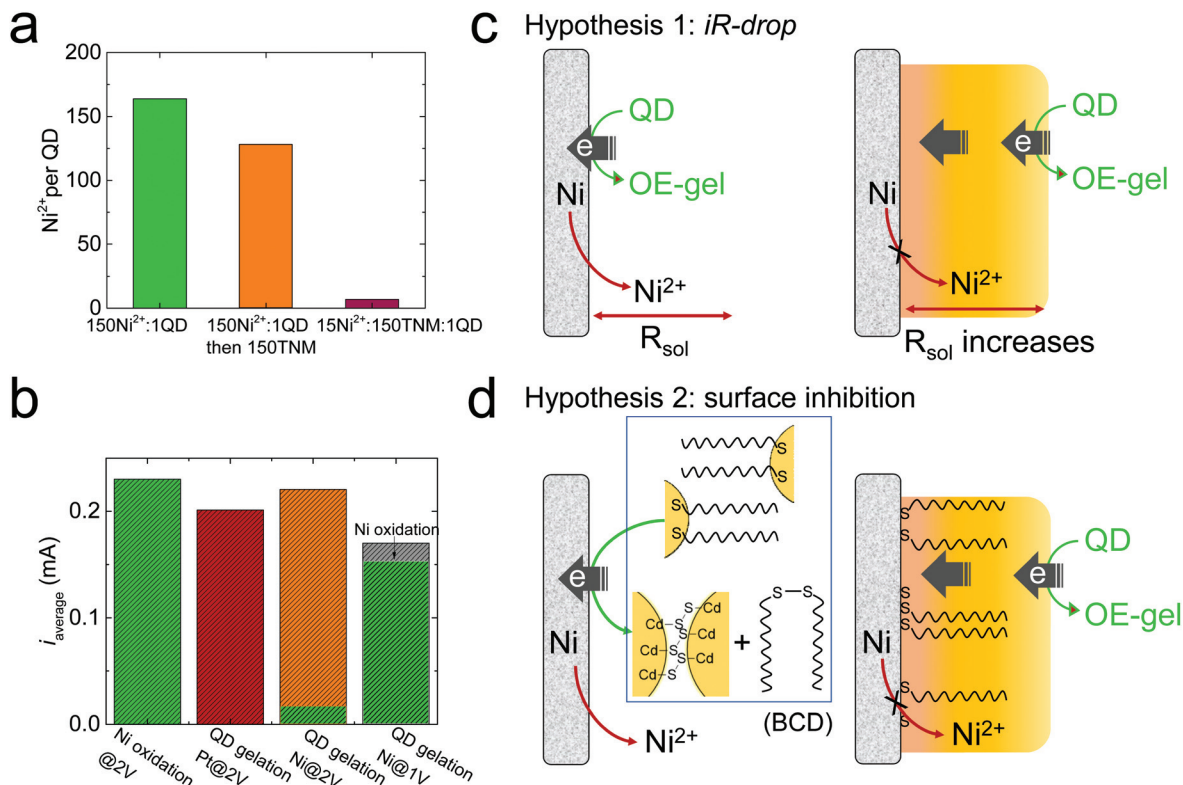 a
Ni²⁺per QD
200
150
100
50
0
150Ni²⁺:1QD
150Ni²⁺:1QD
then 150TNM
15Ni²⁺:150TNM:1QD
b
i average (mA)
0.2
0.1
0.0
Ni oxidation
Ni oxidation
@2V
QD gelation
Pt@2V
QD gelation
Ni@2V
QD gelation
Ni@1V
c Hypothesis 1: iR-drop
QD
e
OE-gel
Ni
Ni²⁺
R sol
QD
e
OE-gel
Ni
Ni²⁺
R sol increases
d Hypothesis 2: surface inhibition
S
S
S
S
e
Ni
Cd
S
S
Cd
S
S
Cd
S
S
Cd
Cd
Cd
+
S S
(BCD)
Ni²⁺
S
S
S
S
S
S
S
QD
e
OE-gel
Ni
Ni²⁺